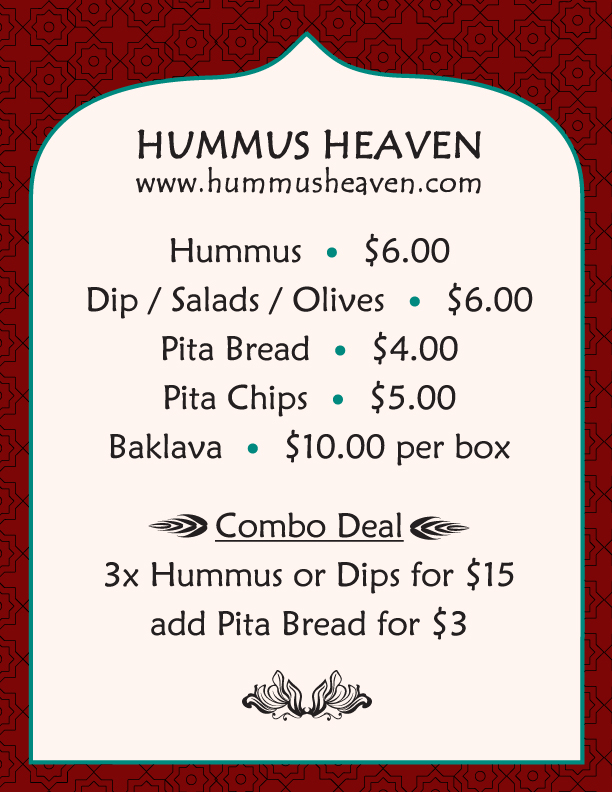 HUMMUS HEAVEN
www.hummusheaven.com
Hummus • $6.00
Dip / Salads / Olives • $6.00
Pita Bread • $4.00
Pita Chips • $5.00
Baklava • $10.00 per box
Combo Deal
3x Hummus or Dips for $15
add Pita Bread for $3